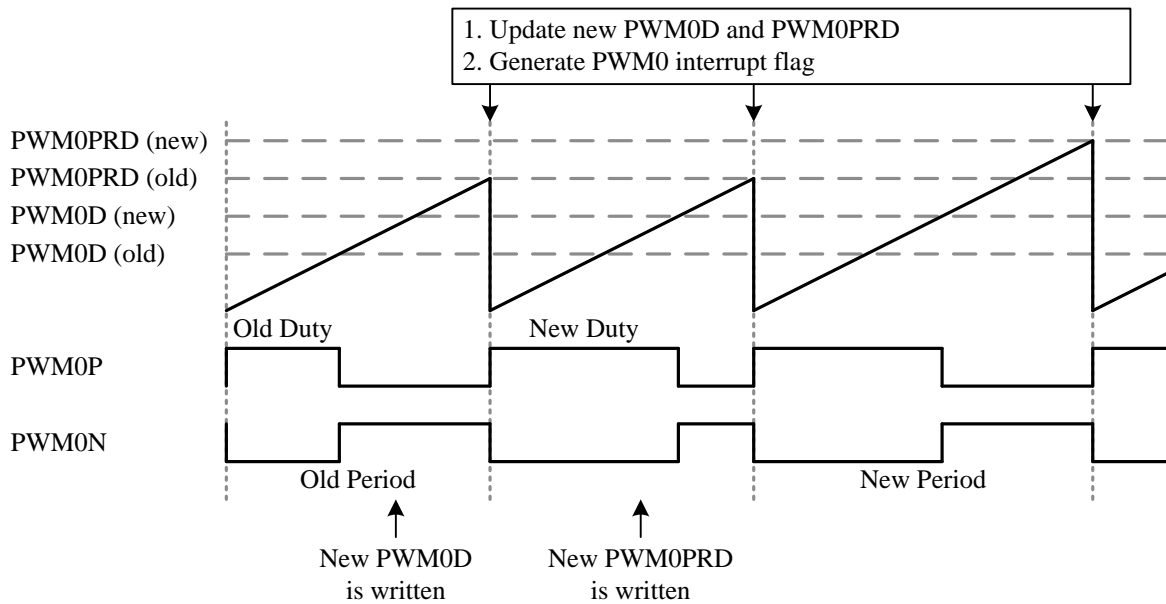 1. Update new PWM0D and PWM0PRD
2. Generate PWM0 interrupt flag
PWM0PRD (new)
PWM0PRD (old)
PWM0D (new)
PWM0D (old)
Old Duty
New Duty
PWM0P
PWM0N
Old Period
New Period
New PWM0D
is written
New PWM0PRD
is written